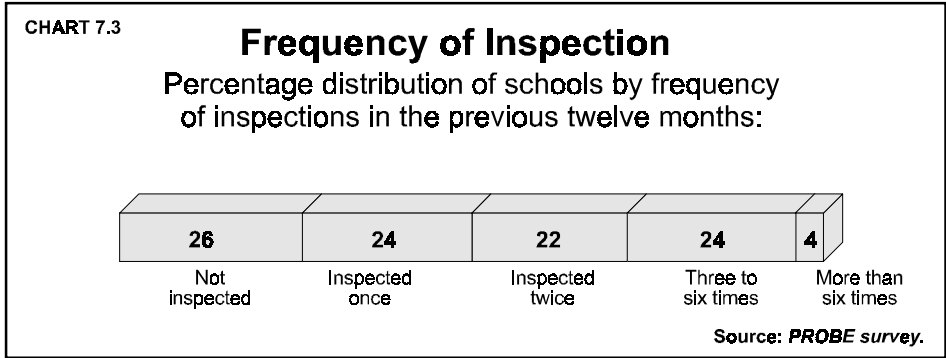 CHART 7.3
Frequency of Inspection
Percentage distribution of schools by frequency
of inspections in the previous twelve months:
26 24 22 24 4
Not inspected
Inspected once
Inspected twice
Three to six times
More than six times
Source: PROBE survey.